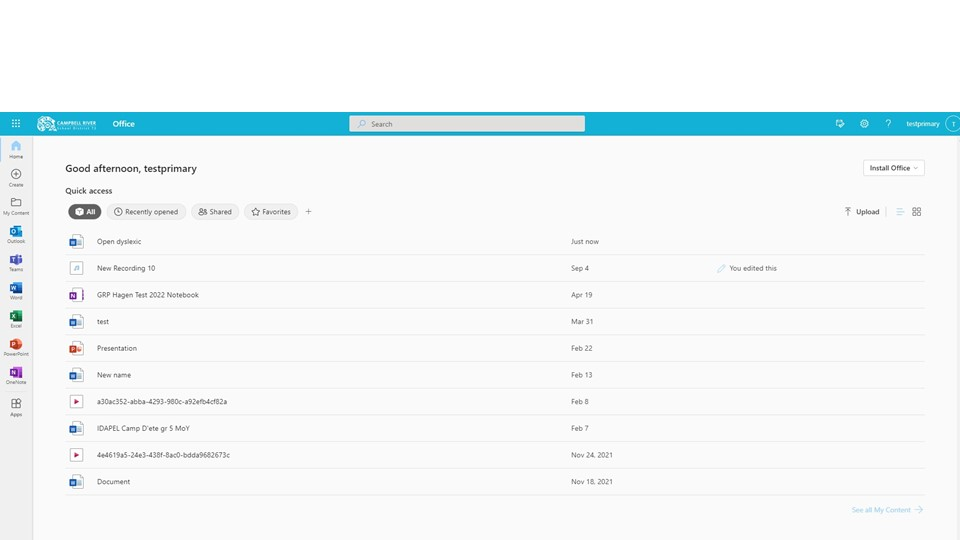 CAMPBELL RIVER
School District 72
Office
Search
?
testprimary
T
Home
Create
My Content
Outlook
Teams
Word
Excel
PowerPoint
OneNote
Apps
Good afternoon, testprimary
Install Office
Quick access
All
Recently opened
Shared
Favorites
+
Upload
Open dyslexic Just now
New Recording 10 Sep 4 You edited this
GRP Hagen Test 2022 Notebook Apr 19
test Mar 31
Presentation Feb 22
New name Feb 13
a30ac352-abba-4293-980c-a92efb4cf82a Feb 8
IDAPEL Camp D'ete gr 5 MoY Feb 7
4e4619a5-24e3-438f-8ac0-bdda9682673c Nov 24, 2021
Document Nov 18, 2021
See all My Content